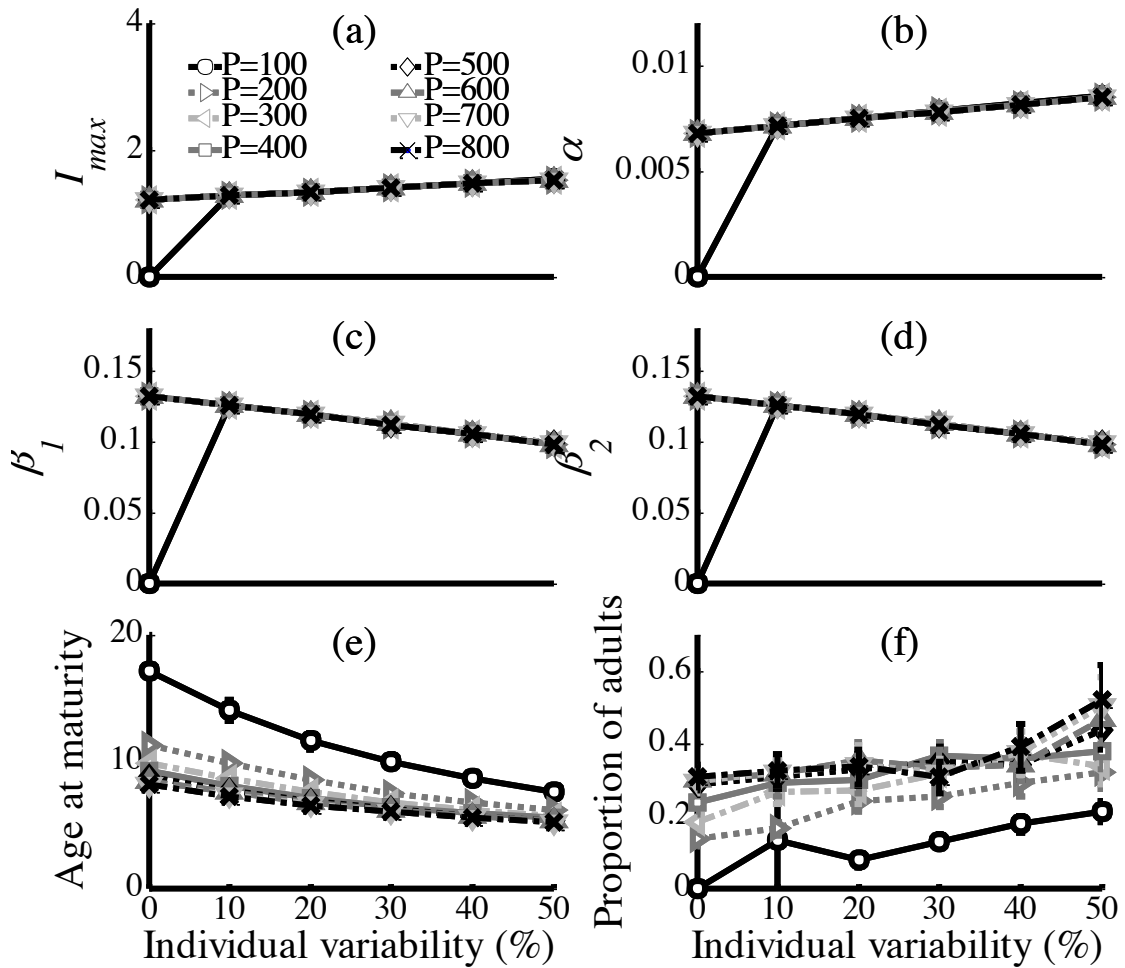 (a)
4
2
0
I max
P=100
P=200
P=300
P=400
P=500
P=600
P=700
P=800
(b)
0.01
0.005
0
α
(c)
0.15
0.1
0.05
0
β 1
(d)
0.15
0.1
0.05
0
β 2
(e)
20
10
0
Age at maturity
0 10 20 30 40 50
Individual variability (%)
(f)
0.6
0.4
0.2
0
Proportion of adults
0 10 20 30 40 50
Individual variability (%)